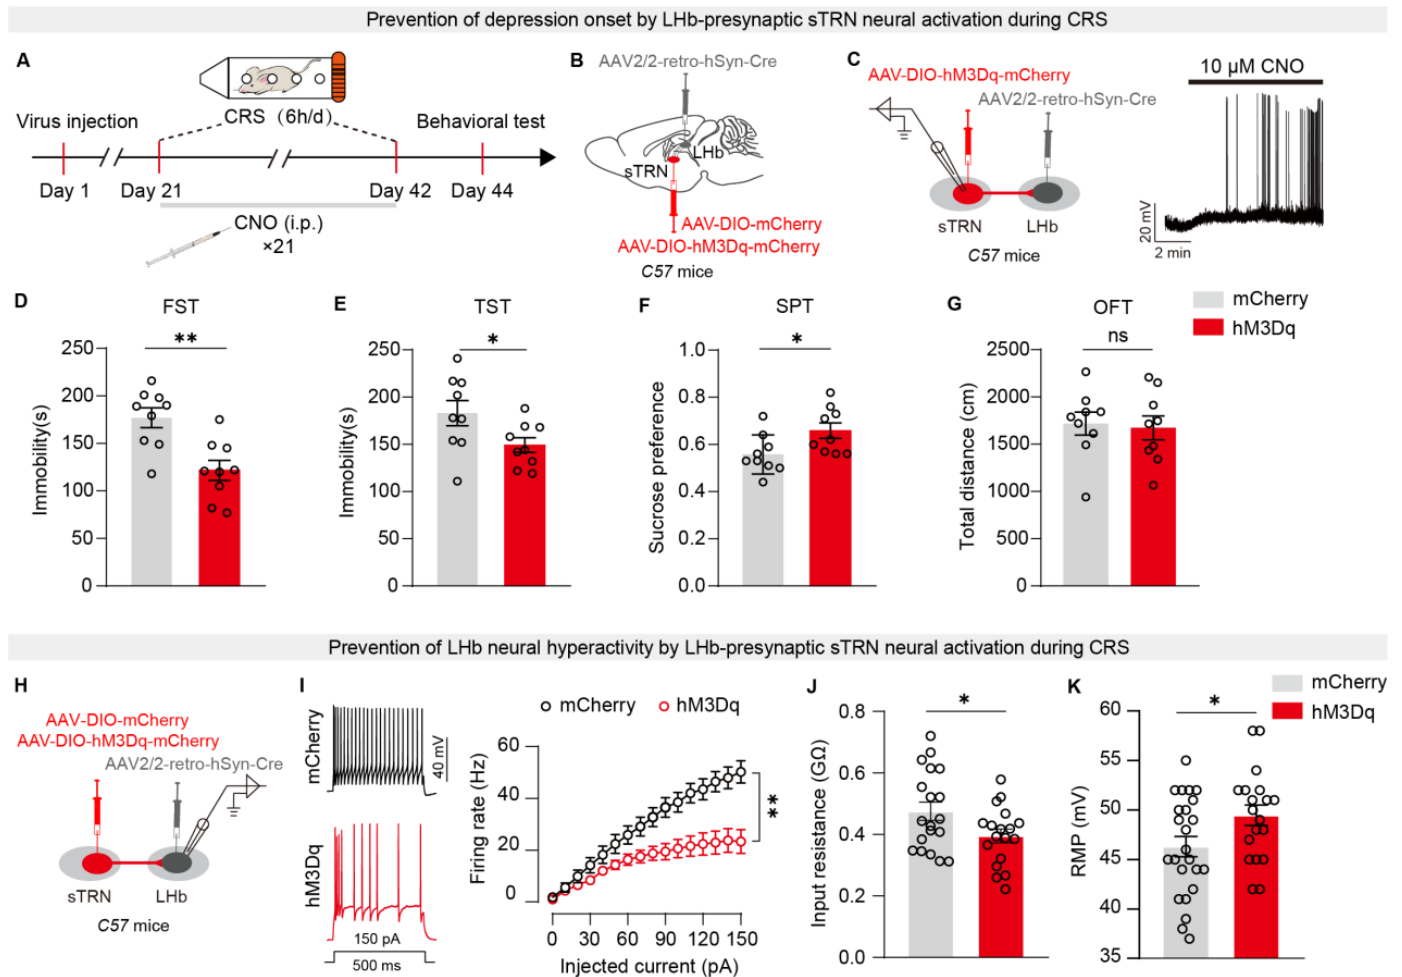 Prevention of depression onset by LHb-presynaptic sTRN neural activation during CRS
A
Virus injection
CRS (6h/d)
Behavioral test
Day 1
Day 21
Day 42
Day 44
CNO (i.p.)
×21
B
AAV2/2-retro-hSyn-Cre
LHb
sTRN
AAV-DIO-mCherry
AAV-DIO-hM3Dq-mCherry
C57 mice
C
AAV-DIO-hM3Dq-mCherry
AAV2/2-retro-hSyn-Cre
sTRN
LHb
C57 mice
10 μM CNO
20 mV
2 min
D
FST
**
Immobility(s)
250
200
150
100
50
0
E
TST
*
Immobility(s)
250
200
150
100
50
0
F
SPT
*
Sucrose preference
1.0
0.8
0.6
0.4
0.2
0.0
G
OFT
ns
Total distance (cm)
2500
2000
1500
1000
500
0
mCherry
hM3Dq
Prevention of LHb neural hyperactivity by LHb-presynaptic sTRN neural activation during CRS
H
AAV-DIO-mCherry
AAV-DIO-hM3Dq-mCherry
AAV2/2-retro-hSyn-Cre
sTRN
LHb
C57 mice
I
mCherry
40 mV
hM3Dq
150 pA
500 ms
mCherry
hM3Dq
Firing rate (Hz)
60
40
20
0
**
0 30 60 90 120 150
Injected current (pA)
J
*
Input resistance (GΩ)
0.8
0.6
0.4
0.2
0.0
K
*
RMP (mV)
60
55
50
45
40
35
mCherry
hM3Dq